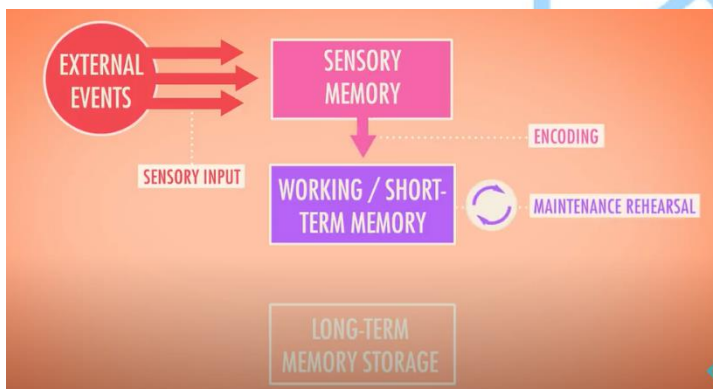 EXTERNAL
EVENTS
SENSORY
MEMORY
ENCODING
SENSORY INPUT
WORKING / SHORT-
TERM MEMORY
MAINTENANCE REHEARSAL
LONG-TERM
MEMORY STORAGE